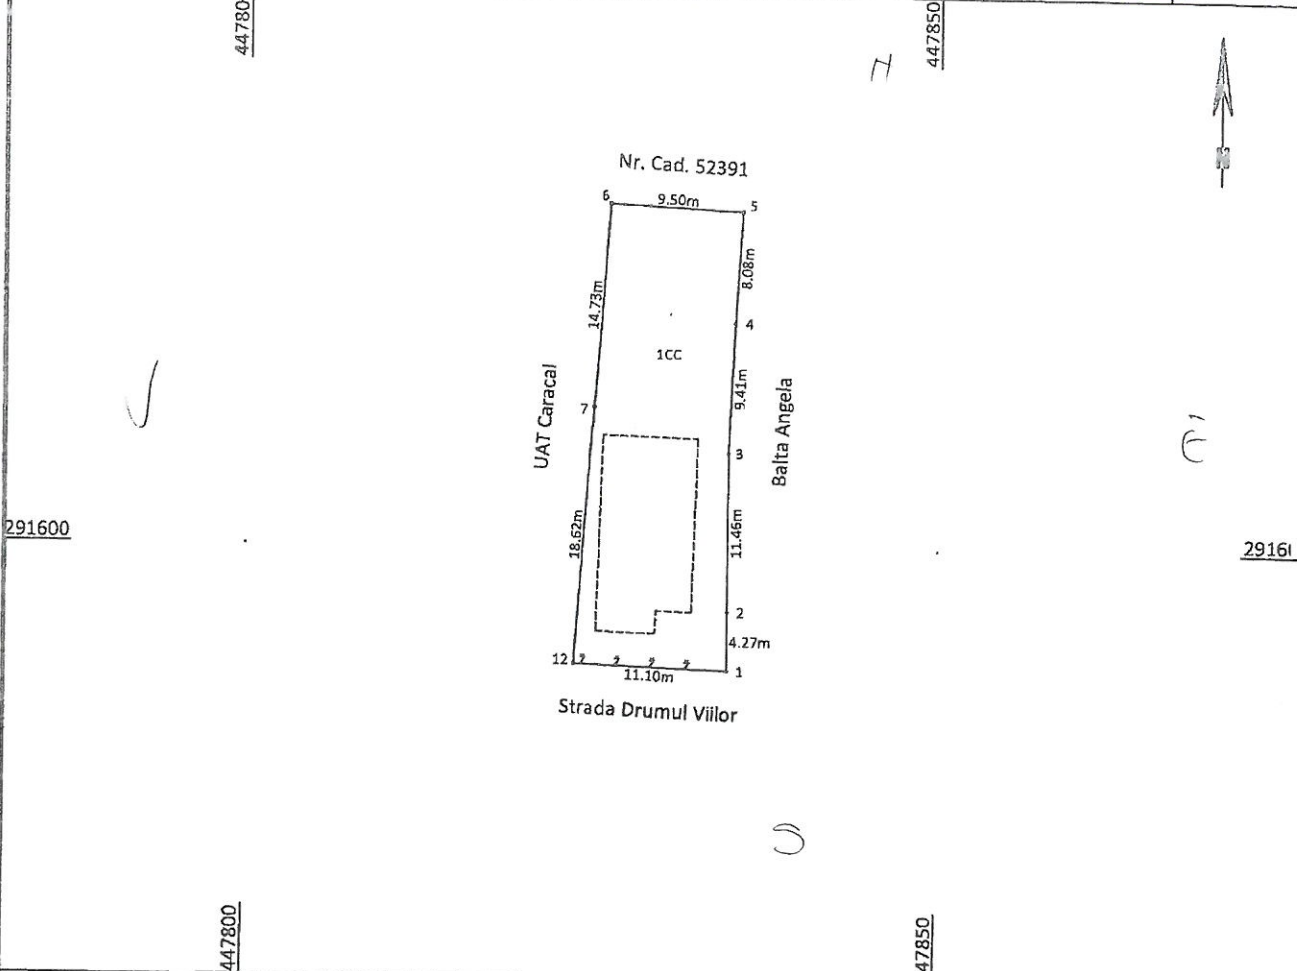 44780
447850
N
Nr. Cad. 52391
6
9.50m
5
8.08m
14.73m
4
1CC
9.41m
UAT Caracal
7
Balta Angela
3
291600
18.62m
11.46m
2916
2
4.27m
12
11.10m
1
Strada Drumul Viilor
447800
47850